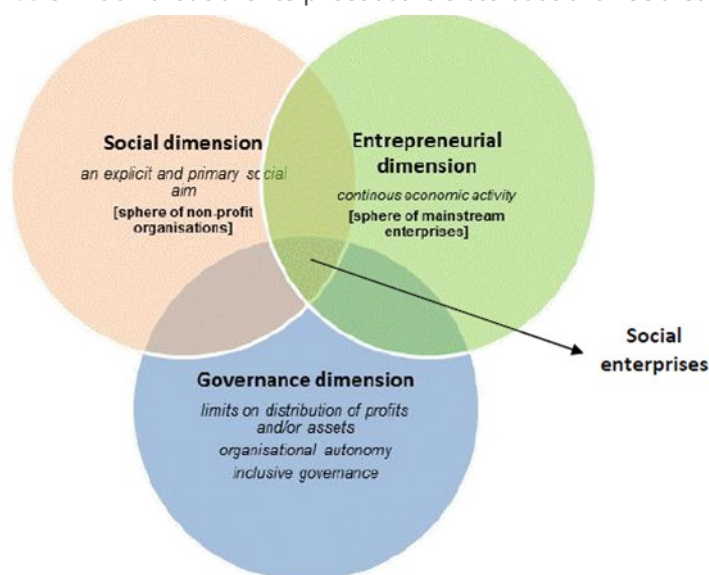 Social dimension
an explicit and primary social
aim
[sphere of non-profit
organisations]
Entrepreneurial
dimension
continous economic activity
[sphere of mainstream
enterprises]
Social
enterprises
Governance dimension
limits on distribution of profits
and/or assets
organisational autonomy
inclusive governance